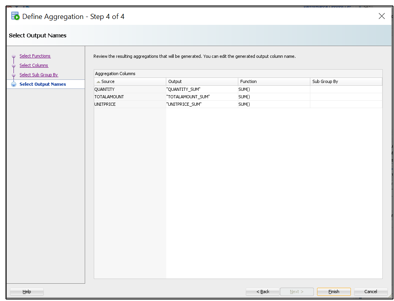 Define Aggregation - Step 4 of 4
Select Output Names
Select Functions
Select Columns
Select Sub Group By
Select Output Names
Review the resulting aggregations that will be generated. You can edit the generated output column name.
Aggregation Columns
Source Output Function Sub Group By
QUANTITY "QUANTITY_SUM" SUM()
TOTALAMOUNT "TOTALAMOUNT_SUM" SUM()
UNITPRICE "UNITPRICE_SUM" SUM()
Help < Back Next > Finish Cancel